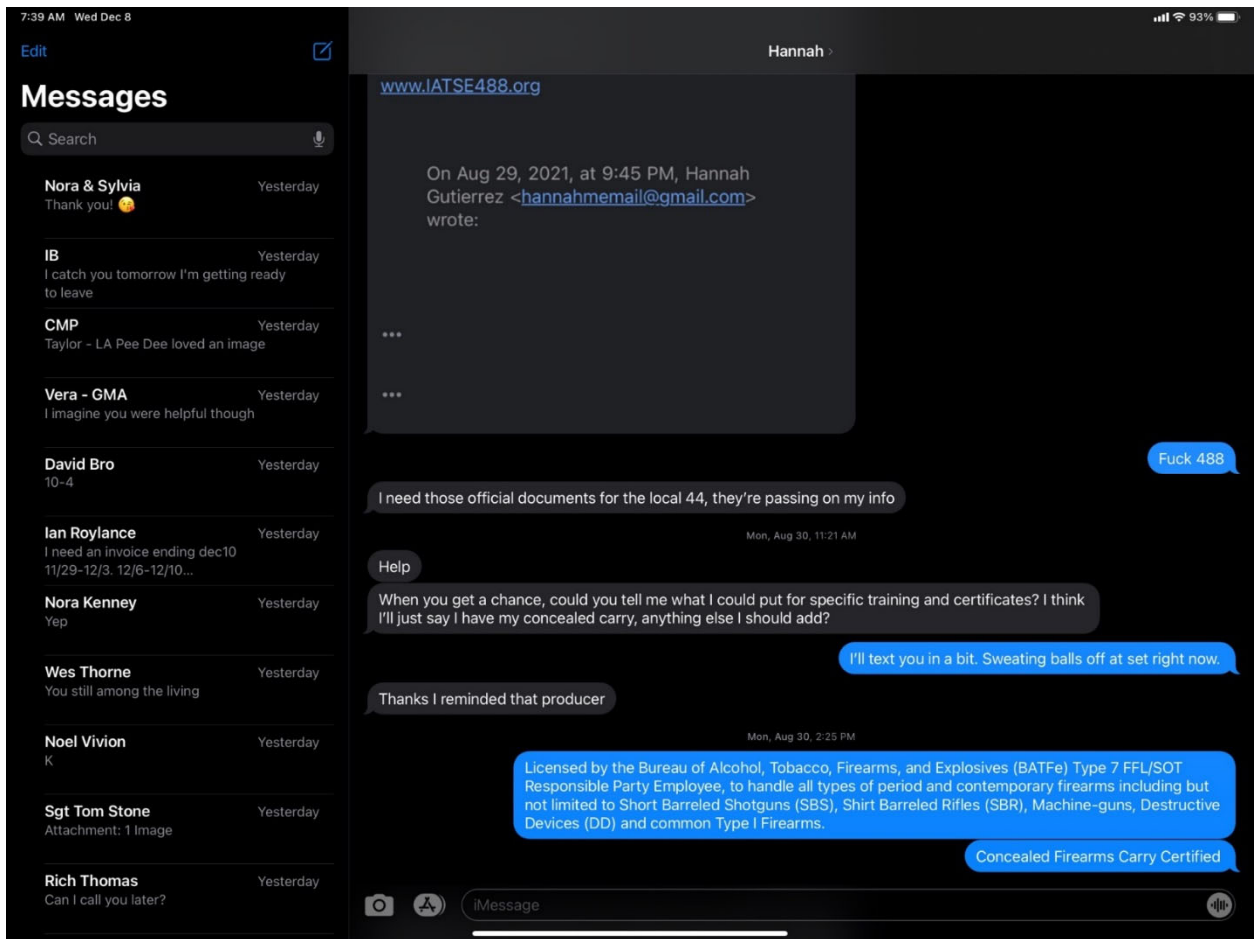 7:39 AM Wed Dec 8
93%
Edit
Messages
Search
Nora & Sylvia Yesterday
Thank you! 😘
IB Yesterday
I catch you tomorrow I'm getting ready
to leave
CMP Yesterday
Taylor - LA Pee Dee loved an image
Vera - GMA Yesterday
I imagine you were helpful though
David Bro Yesterday
10-4
Ian Roylance Yesterday
I need an invoice ending dec10
11/29-12/3. 12/6-12/10...
Nora Kenney Yesterday
Yep
Wes Thorne Yesterday
You still among the living
Noel Vivion Yesterday
K
Sgt Tom Stone Yesterday
Attachment: 1 Image
Rich Thomas Yesterday
Can I call you later?
Hannah >
www.IATSE488.org
On Aug 29, 2021, at 9:45 PM, Hannah
Gutierrez <hannahmemail@gmail.com>
wrote:
•••
•••
Fuck 488
I need those official documents for the local 44, they're passing on my info
Mon, Aug 30, 11:21 AM
Help
When you get a chance, could you tell me what I could put for specific training and certificates? I think
I'll just say I have my concealed carry, anything else I should add?
I'll text you in a bit. Sweating balls off at set right now.
Thanks I reminded that producer
Mon, Aug 30, 2:25 PM
Licensed by the Bureau of Alcohol, Tobacco, Firearms, and Explosives (BATFe) Type 7 FFL/SOT
Responsible Party Employee, to handle all types of period and contemporary firearms including but
not limited to Short Barreled Shotguns (SBS), Shirt Barreled Rifles (SBR), Machine-guns, Destructive
Devices (DD) and common Type I Firearms.
Concealed Firearms Carry Certified
iMessage